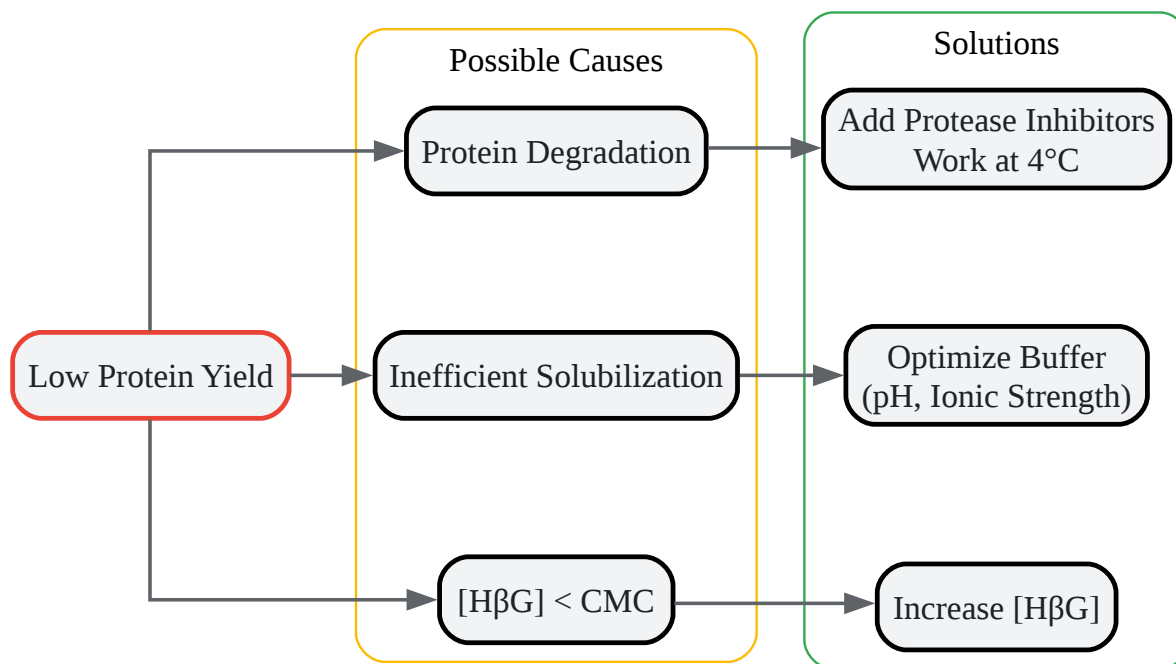 Possible Causes
Solutions
Protein Degradation
Add Protease Inhibitors
Work at 4°C
Low Protein Yield
Inefficient Solubilization
Optimize Buffer
(pH, Ionic Strength)
[HβG] < CMC
Increase [HβG]